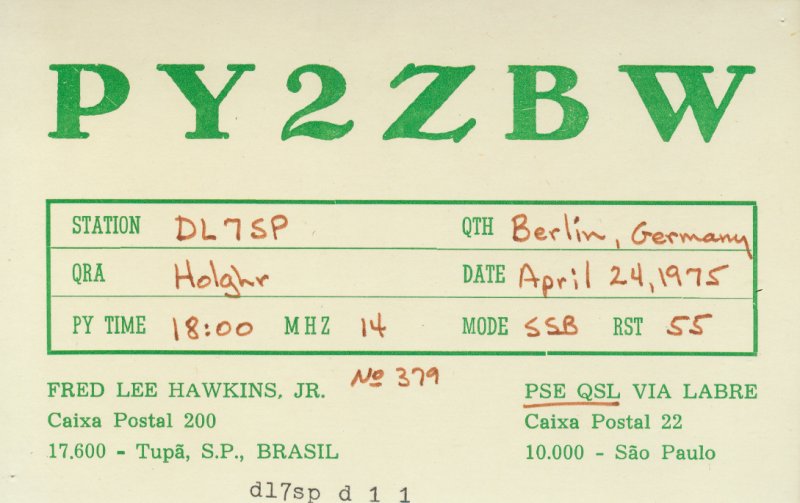 PY2ZBW
STATION DL7SP QTH Berlin, Germany
QRA Holghr DATE April 24, 1975
PY TIME 18:00 MHZ 14 MODE SSB RST 55
No 379
FRED LEE HAWKINS, JR. PSE QSL VIA LABRE
Caixa Postal 200 Caixa Postal 22
17.600 - Tupã, S.P., BRASIL 10.000 - São Paulo
dl7sp d 1 1